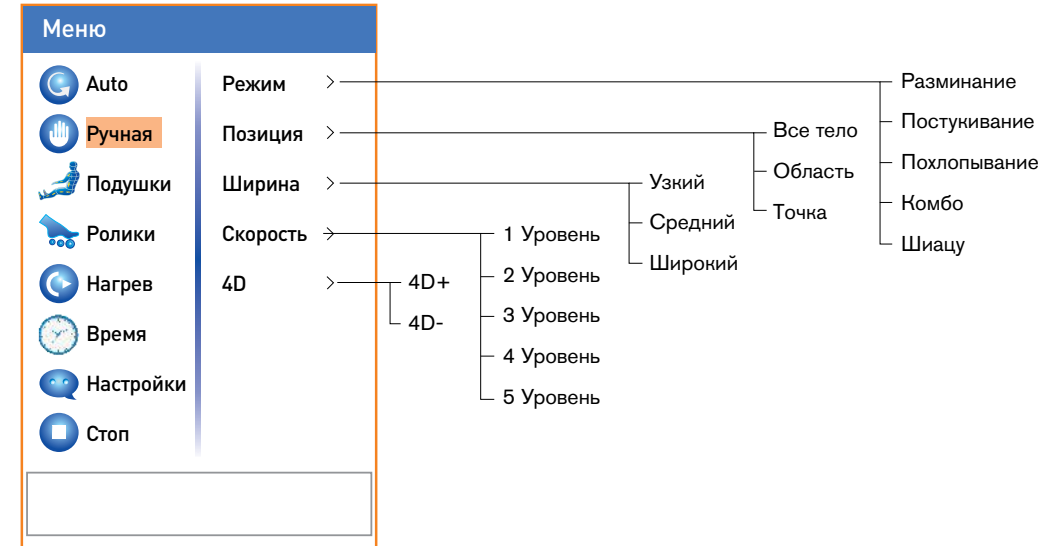 Меню
Auto
Ручная
Подушки
Ролики
Нагрев
Время
Настройки
Стоп
Режим
Позиция
Ширина
Скорость
4D
4D+
4D-
1 Уровень
2 Уровень
3 Уровень
4 Уровень
5 Уровень
Узкий
Средний
Широкий
Все тело
Область
Точка
Разминание
Постукивание
Похлопывание
Комбо
Шиацу